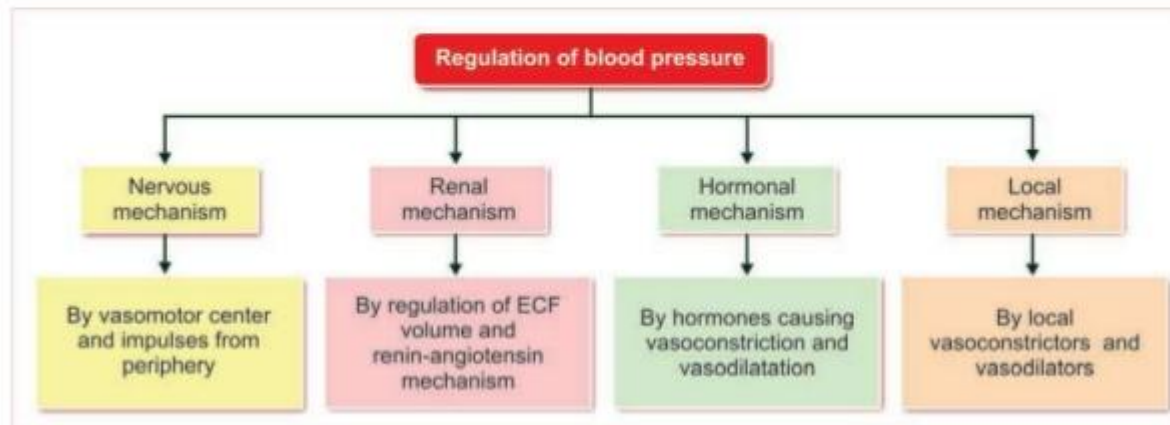 Regulation of blood pressure
Nervous
mechanism
Renal
mechanism
Hormonal
mechanism
Local
mechanism
By vasomotor center
and impulses from
periphery
By regulation of ECF
volume and
renin-angiotensin
mechanism
By hormones causing
vasoconstriction and
vasodilatation
By local
vasoconstrictors and
vasodilators